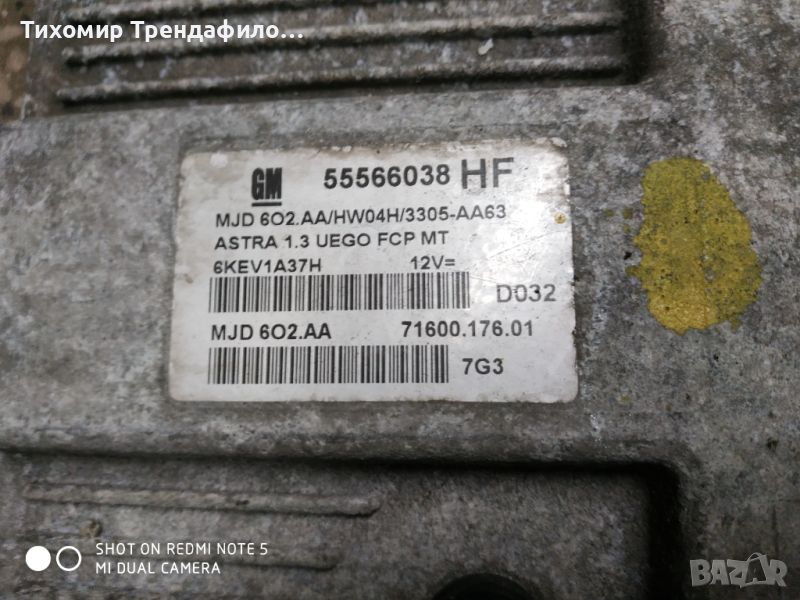 Тихомир Трендафило...
GM 55566038 HF
MJD 6O2.AA/HW04H/3305-AA63
ASTRA 1.3 UEGO FCP MT
6KEV1A37H 12V=
D032
MJD 6O2.AA 71600.176.01
7G3
SHOT ON REDMI NOTE 5
MI DUAL CAMERA
BAZAR